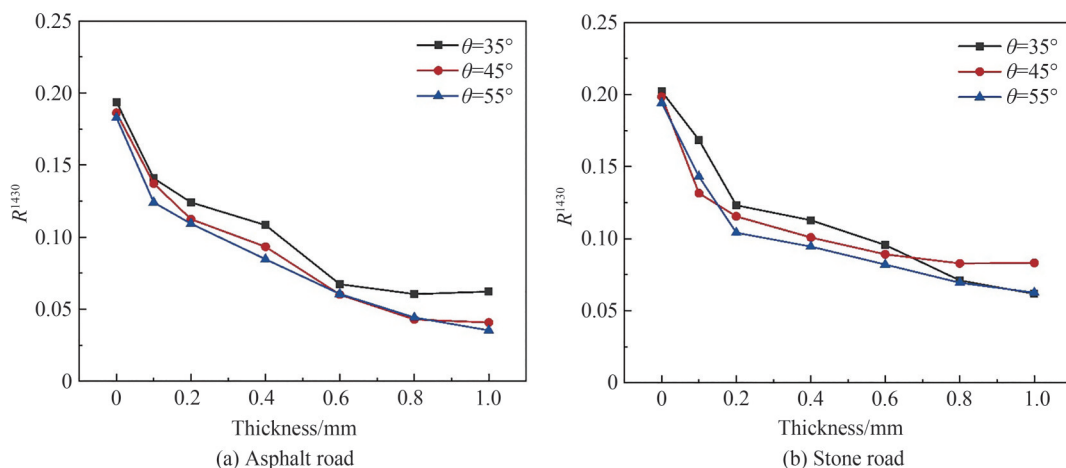 0.25
0.20
0.15
0.10
0.05
0
R^1430
θ=35°
θ=45°
θ=55°
0 0.2 0.4 0.6 0.8 1.0
Thickness/mm
(a) Asphalt road
0.25
0.20
0.15
0.10
0.05
0
R^1430
θ=35°
θ=45°
θ=55°
0 0.2 0.4 0.6 0.8 1.0
Thickness/mm
(b) Stone road